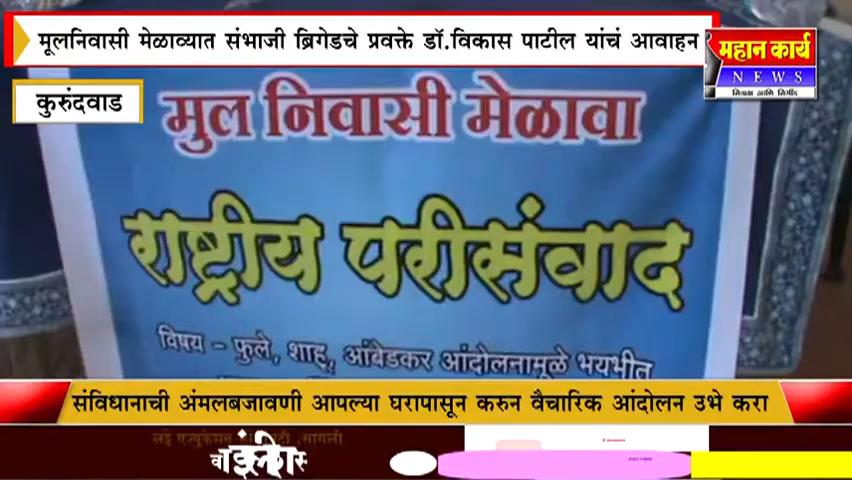 मूलनिवासी मेळाव्यात संभाजी ब्रिगेडचे प्रवक्ते डॉ.विकास पाटील यांचं आवाहन
महान कार्य
NEWS
कुरुंदवाड
मुल निवासी मेळावा
राष्ट्रीय परीसंवाद
विषय - फुले, शाहू, आंबेडकर आंदोलनामूळे भयभीत
संविधानाची अंमलबजावणी आपल्या घरापासून करुन वैचारिक आंदोलन उभे करा